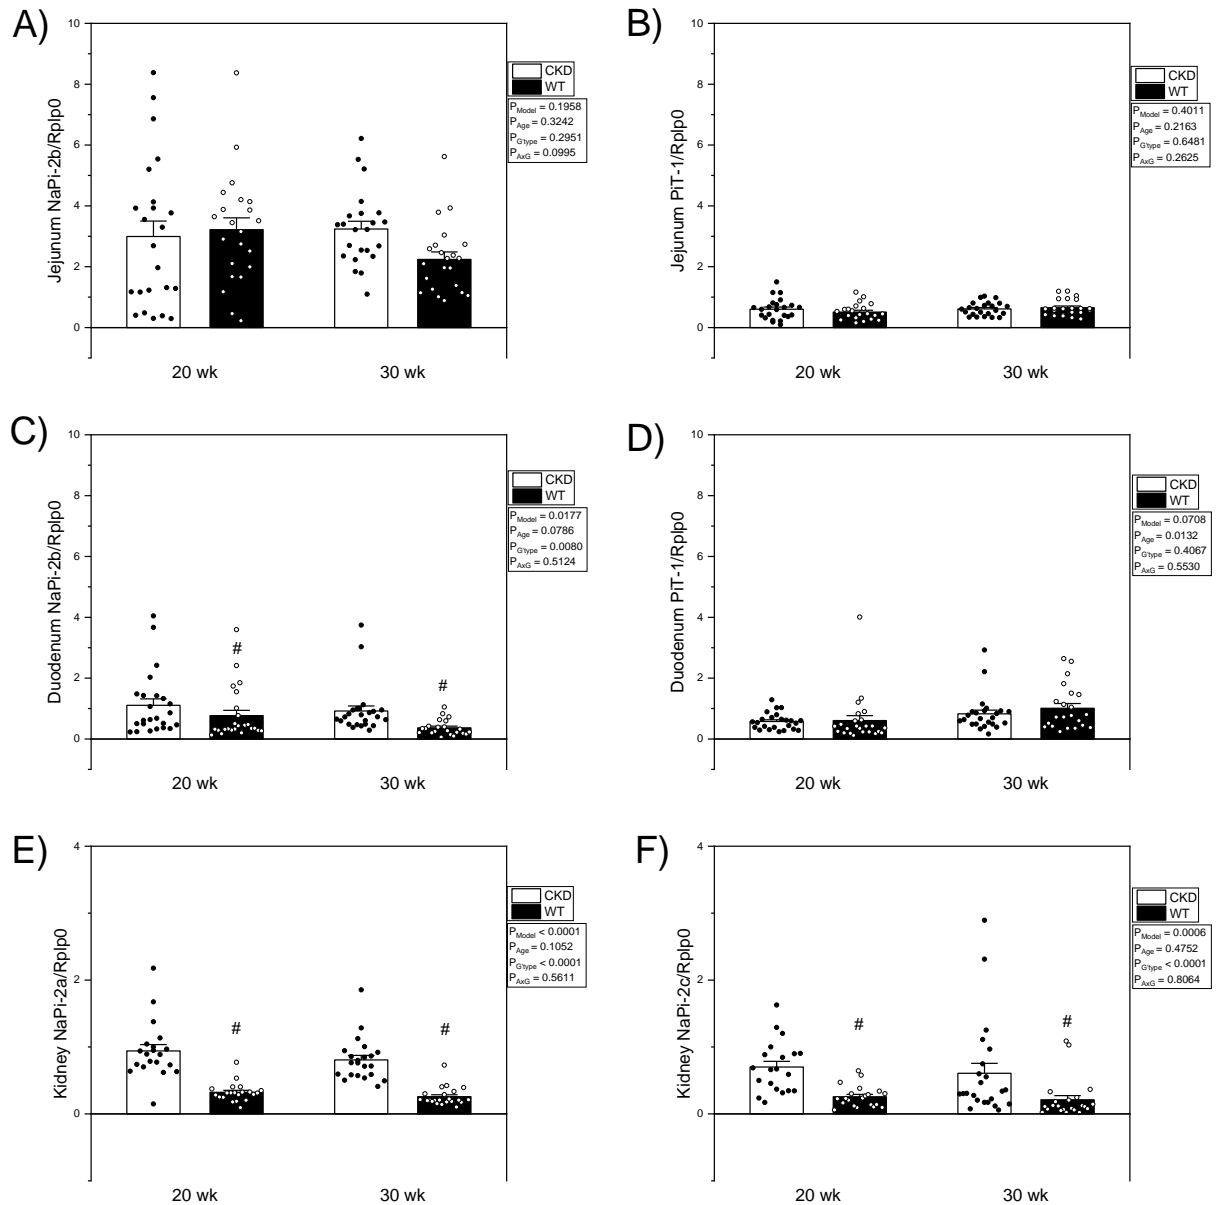 A)
10
8
6
4
2
0
Jejunum NaPi-2b/Rplp0
20 wk
30 wk
CKD
WT
PModel = 0.1958
PAge = 0.3242
PG'type = 0.2951
PAxG = 0.0995
B)
10
8
6
4
2
0
Jejunum PiT-1/Rplp0
20 wk
30 wk
CKD
WT
PModel = 0.4011
PAge = 0.2163
PG'type = 0.6481
PAxG = 0.2625
C)
10
8
6
4
2
0
Duodenum NaPi-2b/Rplp0
#
#
20 wk
30 wk
CKD
WT
PModel = 0.0177
PAge = 0.0786
PG'type = 0.0080
PAxG = 0.5124
D)
10
8
6
4
2
0
Duodenum PiT-1/Rplp0
20 wk
30 wk
CKD
WT
PModel = 0.0708
PAge = 0.0132
PG'type = 0.4067
PAxG = 0.5530
E)
4
2
0
Kidney NaPi-2a/Rplp0
#
#
20 wk
30 wk
CKD
WT
PModel < 0.0001
PAge = 0.1052
PG'type < 0.0001
PAxG = 0.5611
F)
4
2
0
Kidney NaPi-2c/Rplp0
#
#
20 wk
30 wk
CKD
WT
PModel = 0.0006
PAge = 0.4752
PG'type < 0.0001
PAxG = 0.8064